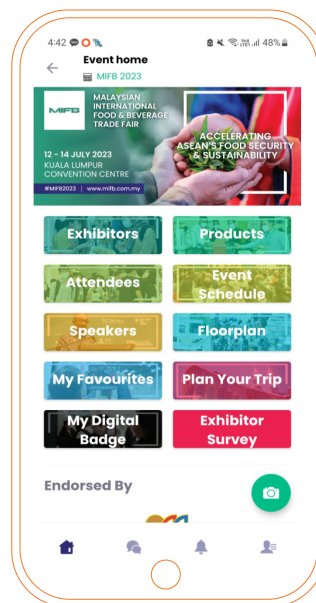 4:42
48%
Event home
MIFB 2023
MIFB
MALAYSIAN
INTERNATIONAL
FOOD & BEVERAGE
TRADE FAIR
ACCELERATING
ASEAN'S FOOD SECURITY
& SUSTAINABILITY
12 - 14 JULY 2023
KUALA LUMPUR
CONVENTION CENTRE
#MIFB2023 | www.mifb.com.my
Exhibitors
Products
Attendees
Event
Schedule
Speakers
Floorplan
My Favourites
Plan Your Trip
My Digital
Badge
Exhibitor
Survey
Endorsed By